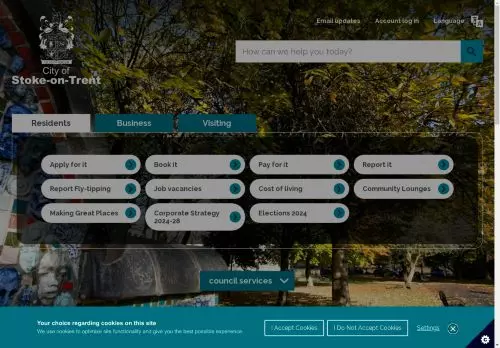 Email updates
Account log in
Language
City of
Stoke-on-Trent
How can we help you today?
Residents
Business
Visiting
Apply for it
Book it
Pay for it
Report it
Report Fly-tipping
Job vacancies
Cost of living
Community Lounges
Making Great Places
Corporate Strategy
2024-28
Elections 2024
council services
Your choice regarding cookies on this site
We use cookies to optimise site functionality and give you the best possible experience.
I Accept Cookies
I Do Not Accept Cookies
Settings